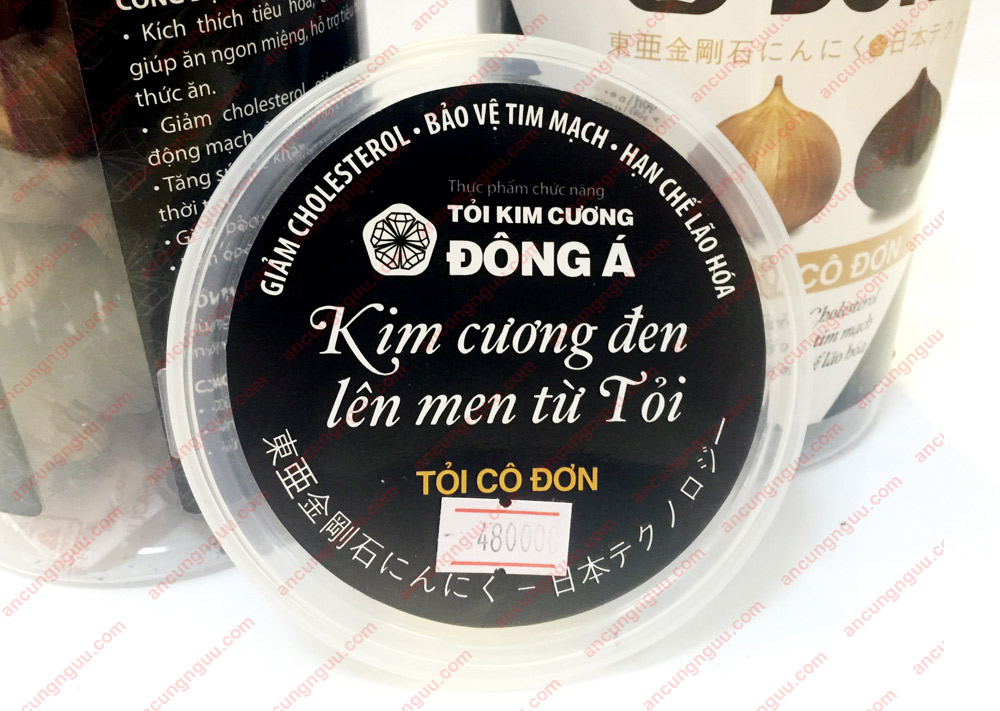 • Kích thích tiêu hóa,
giúp ăn ngon miệng, hỗ trợ tiêu
thức ăn.
• Giảm cholesterol
động mạch
• Tăng
東亜金剛石にんにく 日本テク
CÔ ĐƠN
Cholesterol
tim mạch
lão hóa
GIẢM CHOLESTEROL • BẢO VỆ TIM MẠCH • HẠN CHẾ LÃO HÓA
Thực phẩm chức năng
TỎI KIM CƯƠNG
ĐÔNG Á
Kim cương đen
lên men từ Tỏi
TỎI CÔ ĐƠN
480000
東亜金剛石にんにく – 日本テクノロジー
ancungnguu.com